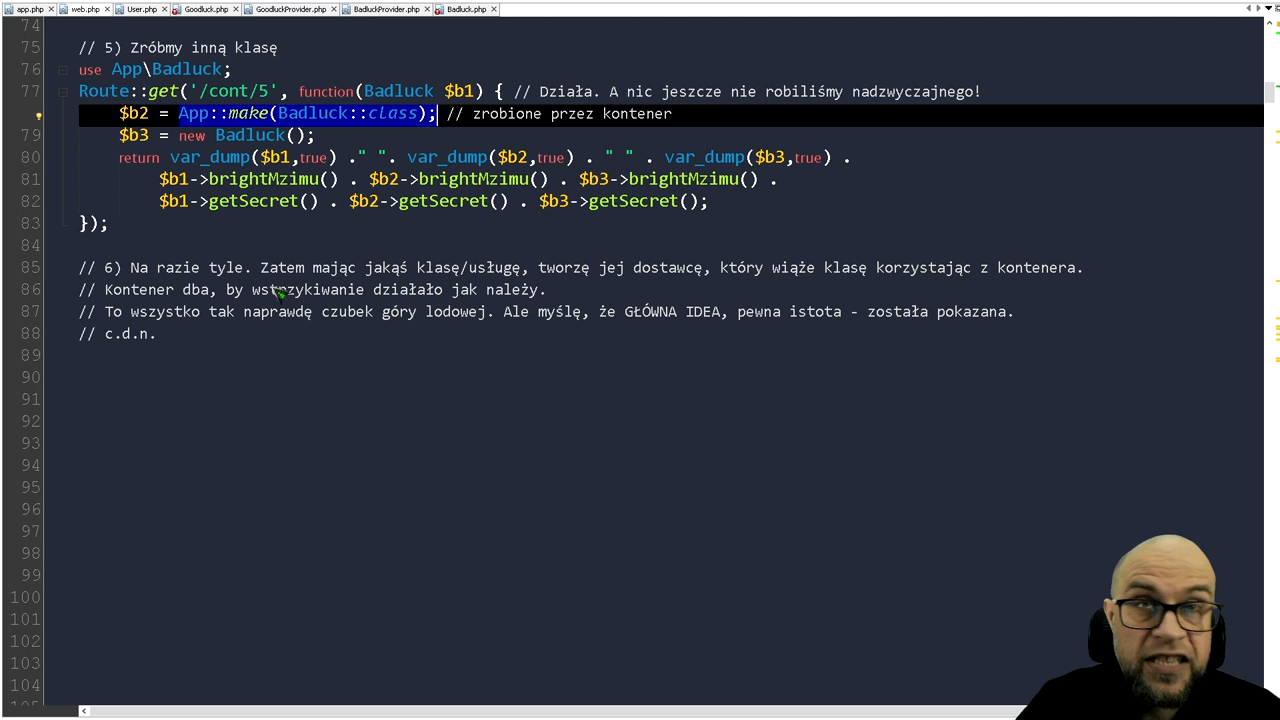 app.php web.php User.php Goodluck.php GoodluckProvider.php BadluckProvider.php Badluck.php
74
75 // 5) Zróbmy inną klasę
76 use App\Badluck;
77 Route::get('/cont/5', function(Badluck $b1) { // Działa. A nic jeszcze nie robiliśmy nadzwyczajnego!
$b2 = App::make(Badluck::class); // zrobione przez kontener
79 $b3 = new Badluck();
80 return var_dump($b1,true) ." ". var_dump($b2,true) . " " . var_dump($b3,true) .
81 $b1->brightMzimu() . $b2->brightMzimu() . $b3->brightMzimu() .
82 $b1->getSecret() . $b2->getSecret() . $b3->getSecret();
83 });
84
85 // 6) Na razie tyle. Zatem mając jakąś klasę/usługę, tworzę jej dostawcę, który wiąże klasę korzystając z kontenera.
86 // Kontener dba, by wstrzykiwanie działało jak należy.
87 // To wszystko tak naprawdę czubek góry lodowej. Ale myślę, że GŁÓWNA IDEA, pewna istota - została pokazana.
88 // c.d.n.
89
90
91
92
93
94
95
96
97
98
99
100
101
102
103
104